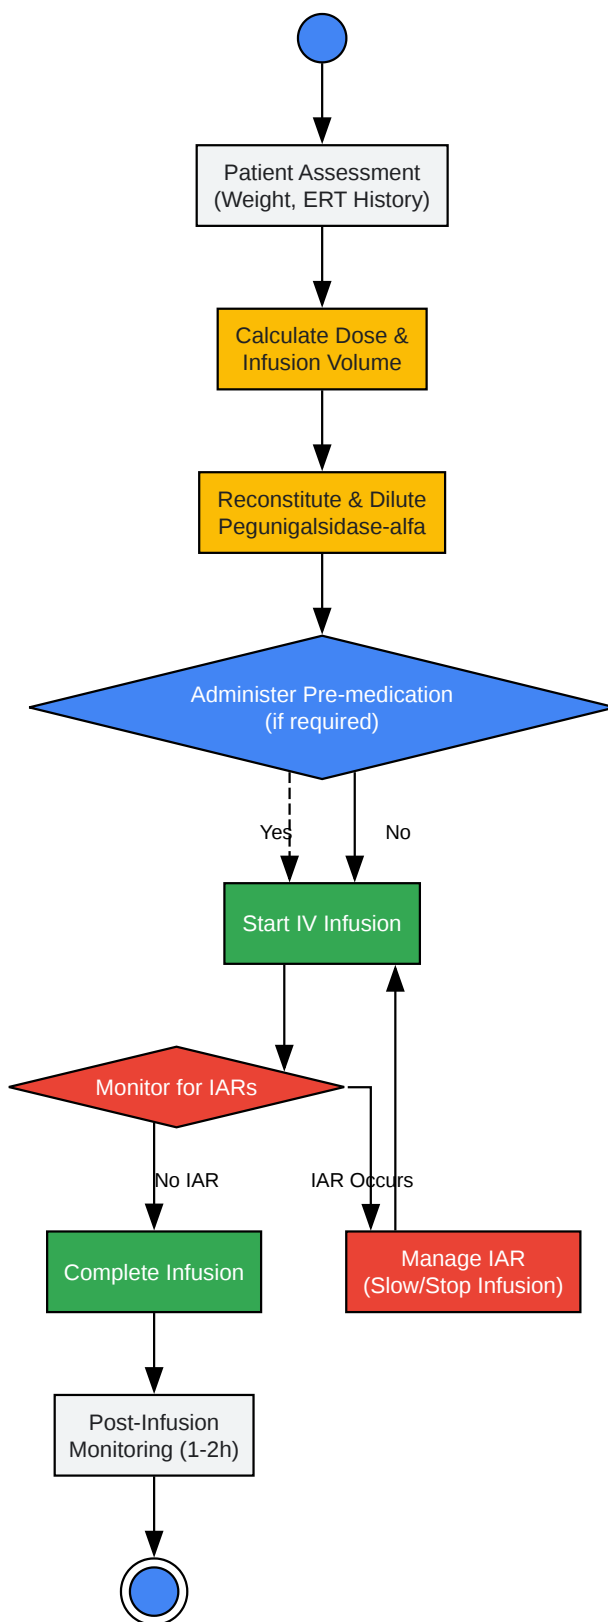 Patient Assessment
(Weight, ERT History)
Calculate Dose &
Infusion Volume
Reconstitute & Dilute
Pegunigalsidase-alfa
Administer Pre-medication
(if required)
Yes
No
Start IV Infusion
Monitor for IARs
No IAR
IAR Occurs
Complete Infusion
Manage IAR
(Slow/Stop Infusion)
Post-Infusion
Monitoring (1-2h)